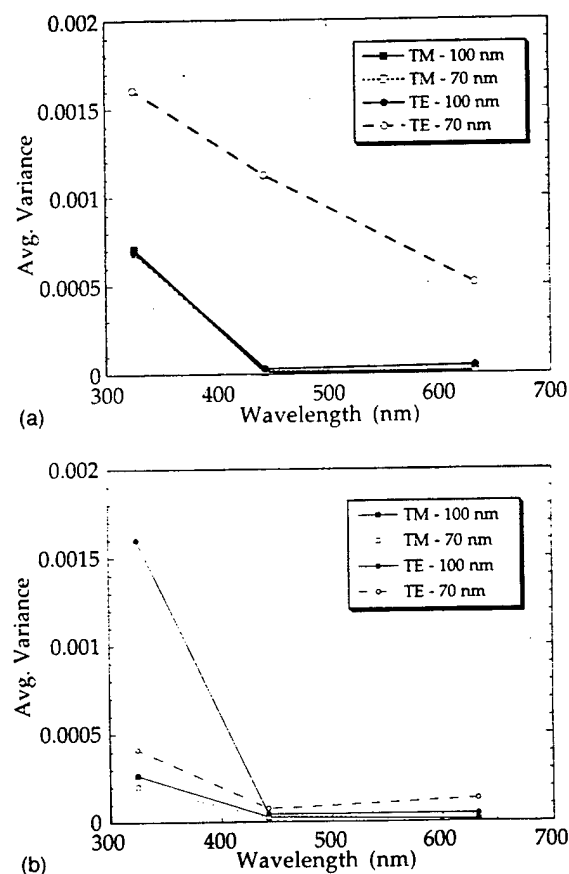 0.002
TM - 100 nm
TM - 70 nm
TE - 100 nm
TE - 70 nm
0.0015
0.001
0.0005
0
Avg. Variance
300 400 500 600 700
Wavelength (nm)
(a)
0.002
TM - 100 nm
TM - 70 nm
TE - 100 nm
TE - 70 nm
0.0015
0.001
0.0005
0
Avg. Variance
300 400 500 600 700
Wavelength (nm)
(b)